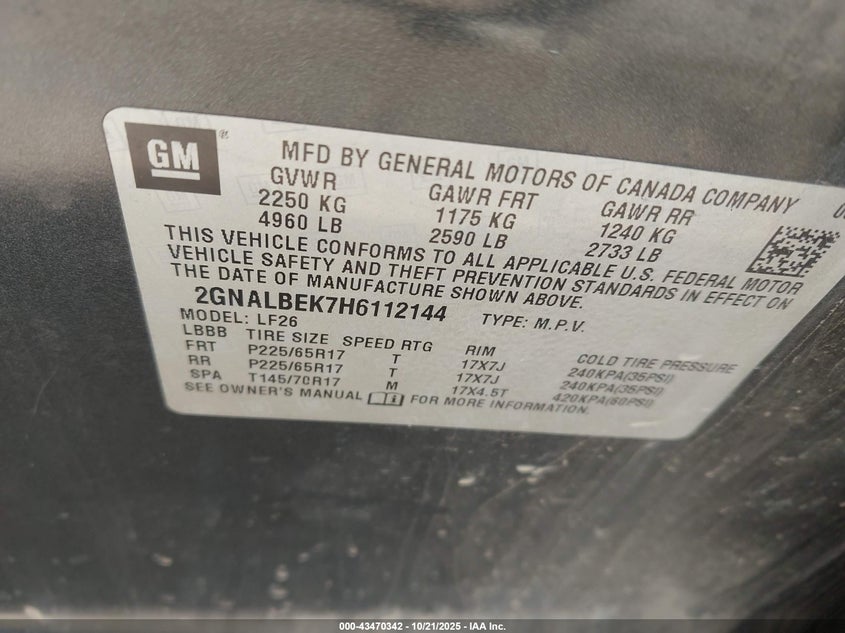 GM ®
MFD BY GENERAL MOTORS OF CANADA COMPANY
GVWR GAWR FRT GAWR RR
2250 KG 1175 KG 1240 KG
4960 LB 2590 LB 2733 LB
THIS VEHICLE CONFORMS TO ALL APPLICABLE U.S. FEDERAL MOTOR
VEHICLE SAFETY AND THEFT PREVENTION STANDARDS IN EFFECT ON
THE DATE OF MANUFACTURE SHOWN ABOVE.
2GNALBEK7H6112144 TYPE: M.P.V.
MODEL: LF26
LBBB TIRE SIZE SPEED RTG RIM COLD TIRE PRESSURE
FRT P225/65R17 T 17X7J 240KPA(35PSI)
RR P225/65R17 T 17X7J 240KPA(35PSI)
SPA T145/70R17 M 17X4.5T 420KPA(60PSI)
SEE OWNER'S MANUAL FOR MORE INFORMATION.
000-43470342 - 10/21/2025 - IAA Inc.